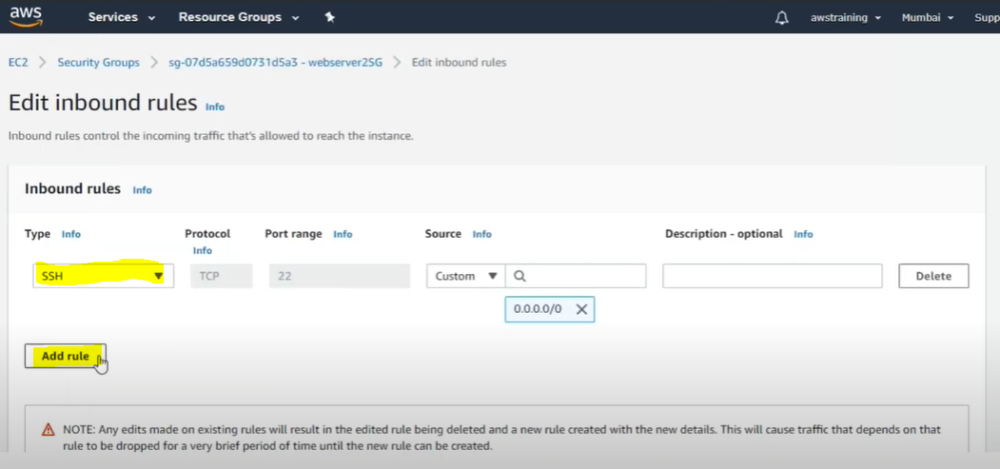 aws Services Resource Groups awstraining Mumbai Supp
EC2 > Security Groups > sg-07d5a659d0731d5a3 - webserver2SG > Edit inbound rules
Edit inbound rules Info
Inbound rules control the incoming traffic that's allowed to reach the instance.
Inbound rules Info
Type Info Protocol Info Port range Info Source Info Description - optional Info
SSH TCP 22 Custom Delete
0.0.0.0/0
Add rule
NOTE: Any edits made on existing rules will result in the edited rule being deleted and a new rule created with the new details. This will cause traffic that depends on that
rule to be dropped for a very brief period of time until the new rule can be created.